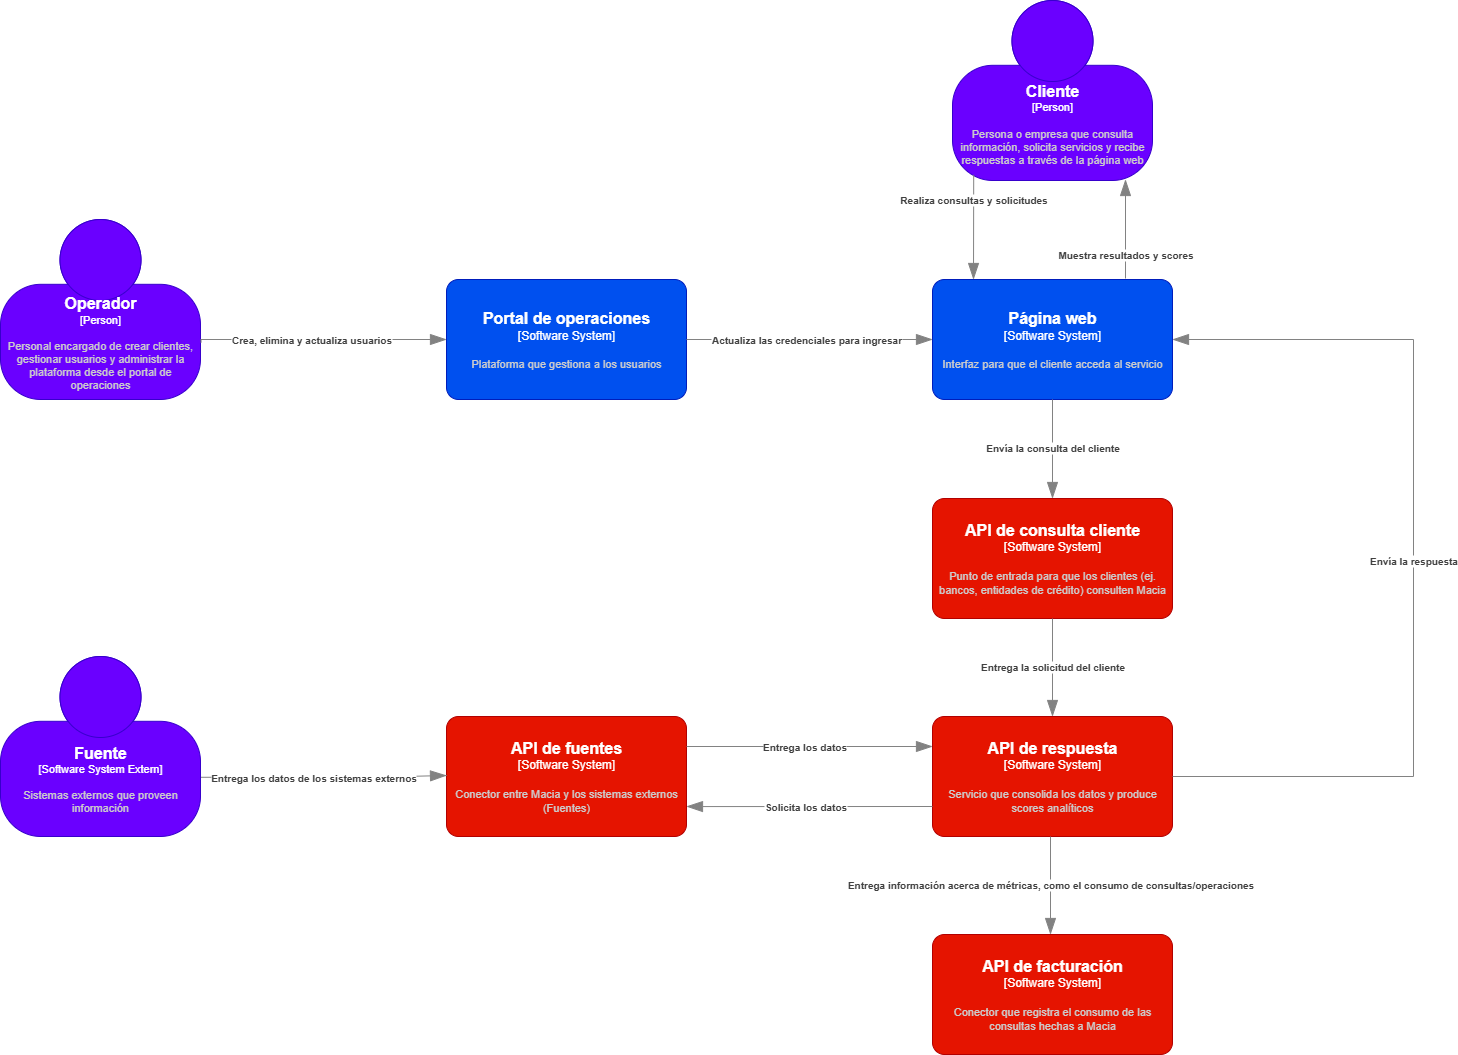 Cliente
[Person]
Persona o empresa que consulta
información, solicita servicios y recibe
respuestas a través de la página web
Realiza consultas y solicitudes
Muestra resultados y scores
Operador
[Person]
Personal encargado de crear clientes,
gestionar usuarios y administrar la
plataforma desde el portal de
operaciones
Crea, elimina y actualiza usuarios
Portal de operaciones
[Software System]
Plataforma que gestiona a los usuarios
Actualiza las credenciales para ingresar
Página web
[Software System]
Interfaz para que el cliente acceda al servicio
Envía la consulta del cliente
API de consulta cliente
[Software System]
Punto de entrada para que los clientes (ej.
bancos, entidades de crédito) consulten Macia
Envía la respuesta
Entrega la solicitud del cliente
Fuente
[Software System Extern]
Sistemas externos que proveen
información
Entrega los datos de los sistemas externos
API de fuentes
[Software System]
Conector entre Macia y los sistemas externos
(Fuentes)
Entrega los datos
Solicita los datos
API de respuesta
[Software System]
Servicio que consolida los datos y produce
scores analíticos
Entrega información acerca de métricas, como el consumo de consultas/operaciones
API de facturación
[Software System]
Conector que registra el consumo de las
consultas hechas a Macia